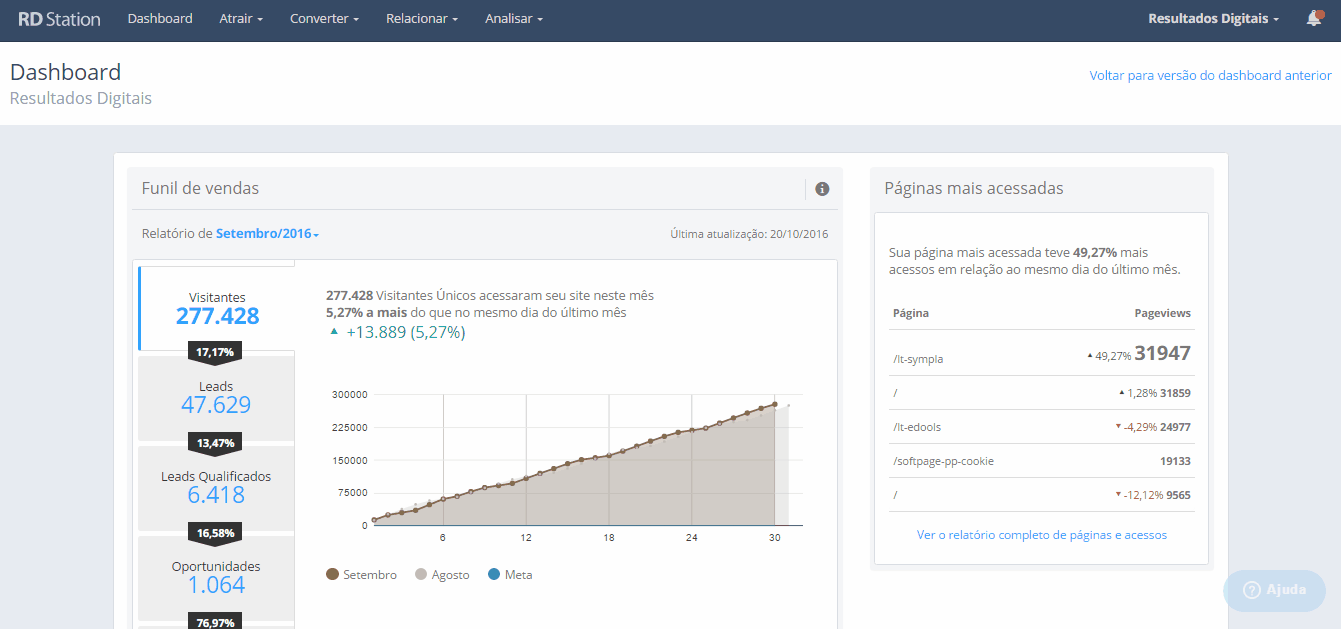 RD Station Dashboard Atrair Converter Relacionar Analisar Resultados Digitais
Dashboard
Resultados Digitais
Voltar para versão do dashboard anterior
Funil de vendas
Relatório de Setembro/2016
Última atualização: 20/10/2016
Visitantes
277.428
17,17%
Leads
47.629
13,47%
Leads Qualificados
6.418
16,58%
Oportunidades
1.064
76,97%
277.428 Visitantes Únicos acessaram seu site neste mês
5,27% a mais do que no mesmo dia do último mês
+13.889 (5,27%)
300000
225000
150000
75000
0
6 12 18 24 30
Setembro Agosto Meta
Páginas mais acessadas
Sua página mais acessada teve 49,27% mais
acessos em relação ao mesmo dia do último mês.
Página Pageviews
/lt-sympla 49,27% 31947
/ 1,28% 31859
/lt-edools -4,29% 24977
/softpage-pp-cookie 19133
/ -12,12% 9565
Ver o relatório completo de páginas e acessos
Ajuda